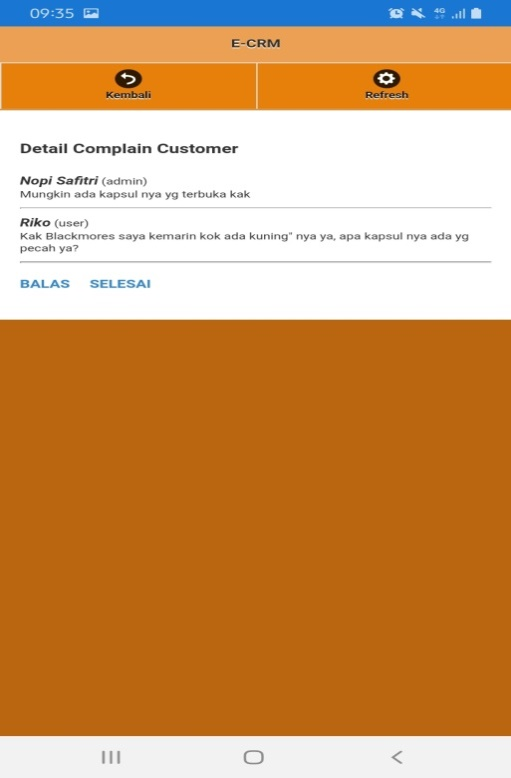 09:35
4G
E-CRM
Kembali
Refresh
Detail Complain Customer
Nopi Safitri (admin)
Mungkin ada kapsul nya yg terbuka kak
Riko (user)
Kak Blackmores saya kemarin kok ada kuning" nya ya, apa kapsul nya ada yg
pecah ya?
BALAS SELESAI